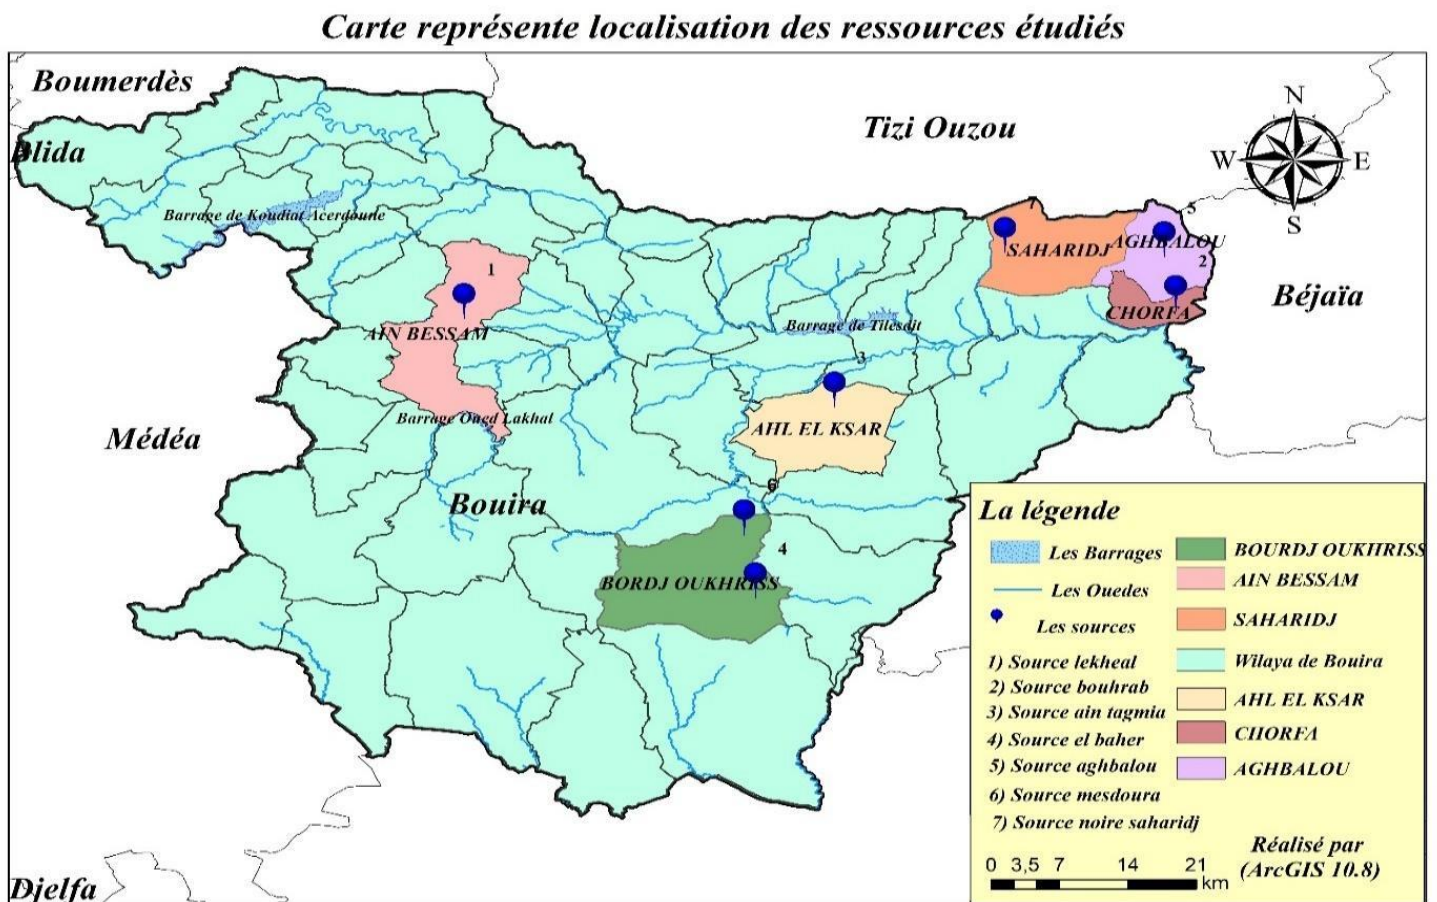 Carte représente localisation des ressources étudiés
Boumerdès
Blida
Tizi Ouzou
N
W
E
S
Barrage de Koudiat Acerdoune
7
5
SAHARIDJ
AGHBALOU
2
1
CHORFA
Béjaïa
AIN BESSAM
Barrage de Tilesdit
3
Barrage Oued Lakhal
AHL EL KSAR
Médéa
6
Bouira
4
BORDJ OUKHRISS
Djelfa
La légende
Les Barrages
Les Ouedes
Les sources
1) Source lekheal
2) Source bouhrab
3) Source ain tagmia
4) Source el baher
5) Source aghbalou
6) Source mesdoura
7) Source noire saharidj
BOURDJ OUKHRISS
AIN BESSAM
SAHARIDJ
Wilaya de Bouira
AHL EL KSAR
CHORFA
AGHBALOU
Réalisé par
(ArcGIS 10.8)
0 3,5 7 14 21
km